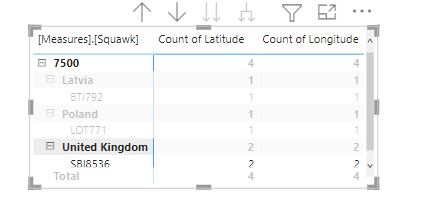 [Measures].[Squawk] Count of Latitude Count of Longitude
7500 4 4
Latvia 1 1
BTI792 1 1
Poland 1 1
LOT771 1 1
United Kingdom 2 2
SBI8536 2 2
Total 4 4